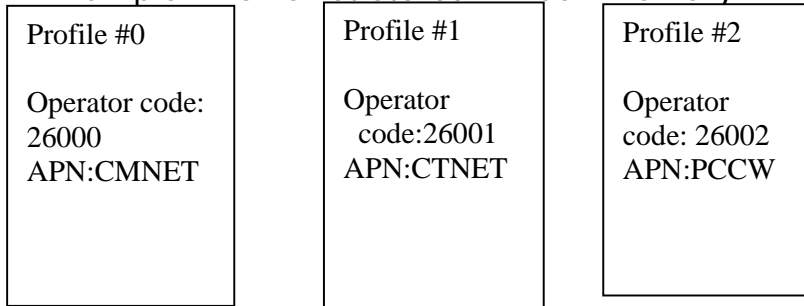 Profile #0
Operator code:
26000
APN:CMNET
Profile #1
Operator
code:26001
APN:CTNET
Profile #2
Operator
code: 26002
APN:PCCW